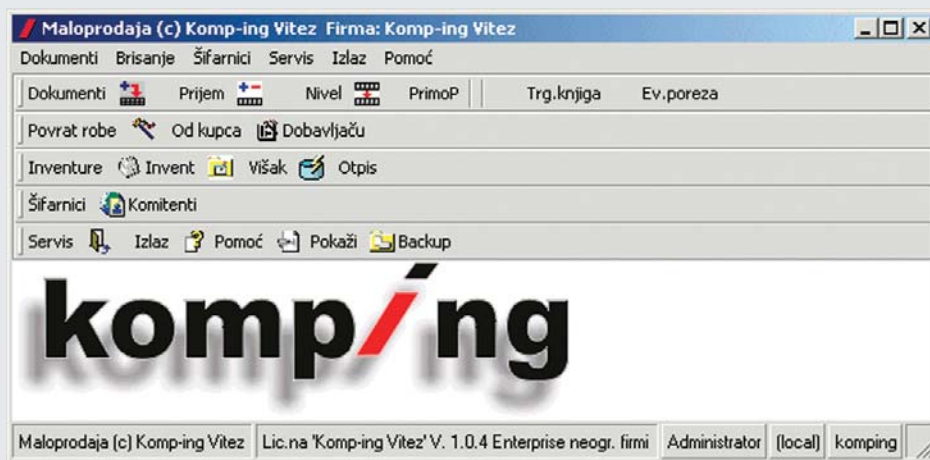 Maloprodaja (c) Komp-ing Vitez Firma: Komp-ing Vitez
Dokumenti Brisanje Šifarnici Servis Izlaz Pomoć
Dokumenti Prijem Nivel PrimoP Trg.knjiga Ev.poreza
Povrat robe Od kupca Dobavljaču
Inventure Invent Višak Otpis
Šifarnici Komitenti
Servis Izlaz Pomoć Pokaži Backup
komping
Maloprodaja (c) Komp-ing Vitez Lic.na 'Komp-ing Vitez' V. 1.0.4 Enterprise neogr. firmi Administrator (local) komping